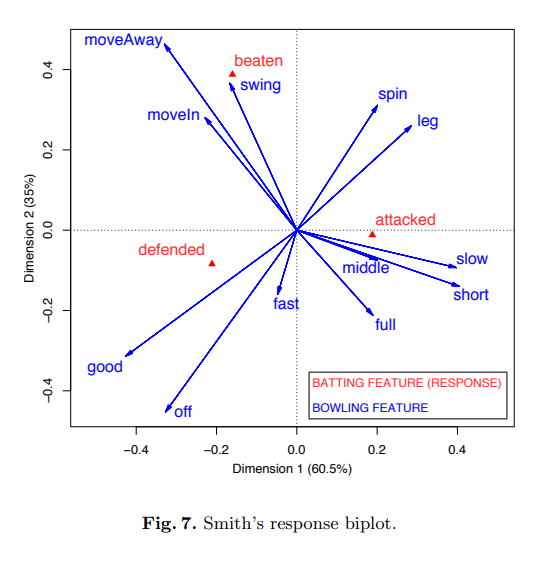 moveAway
beaten
swing
moveIn
spin
leg
attacked
defended
slow
middle
short
fast
full
good
off
BATTING FEATURE (RESPONSE)
BOWLING FEATURE
0.4
0.2
0.0
−0.2
−0.4
Dimension 2 (35%)
−0.4
−0.2
0.0
0.2
0.4
Dimension 1 (60.5%)
Fig. 7. Smith's response biplot.